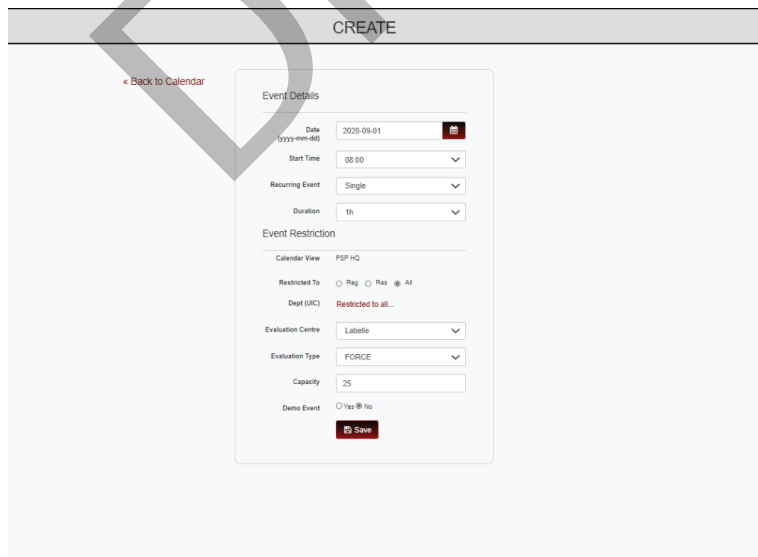 CREATE
« Back to Calendar
Event Details
Date
(yyyy-mm-dd)
2020-09-01
Start Time
08:00
Recurring Event
Single
Duration
1h
Event Restriction
Calendar View
PSP HQ
Restricted To
Reg Res All
Dept (UIC)
Restricted to all...
Evaluation Centre
Labelle
Evaluation Type
FORCE
Capacity
25
Demo Event
Yes No
Save